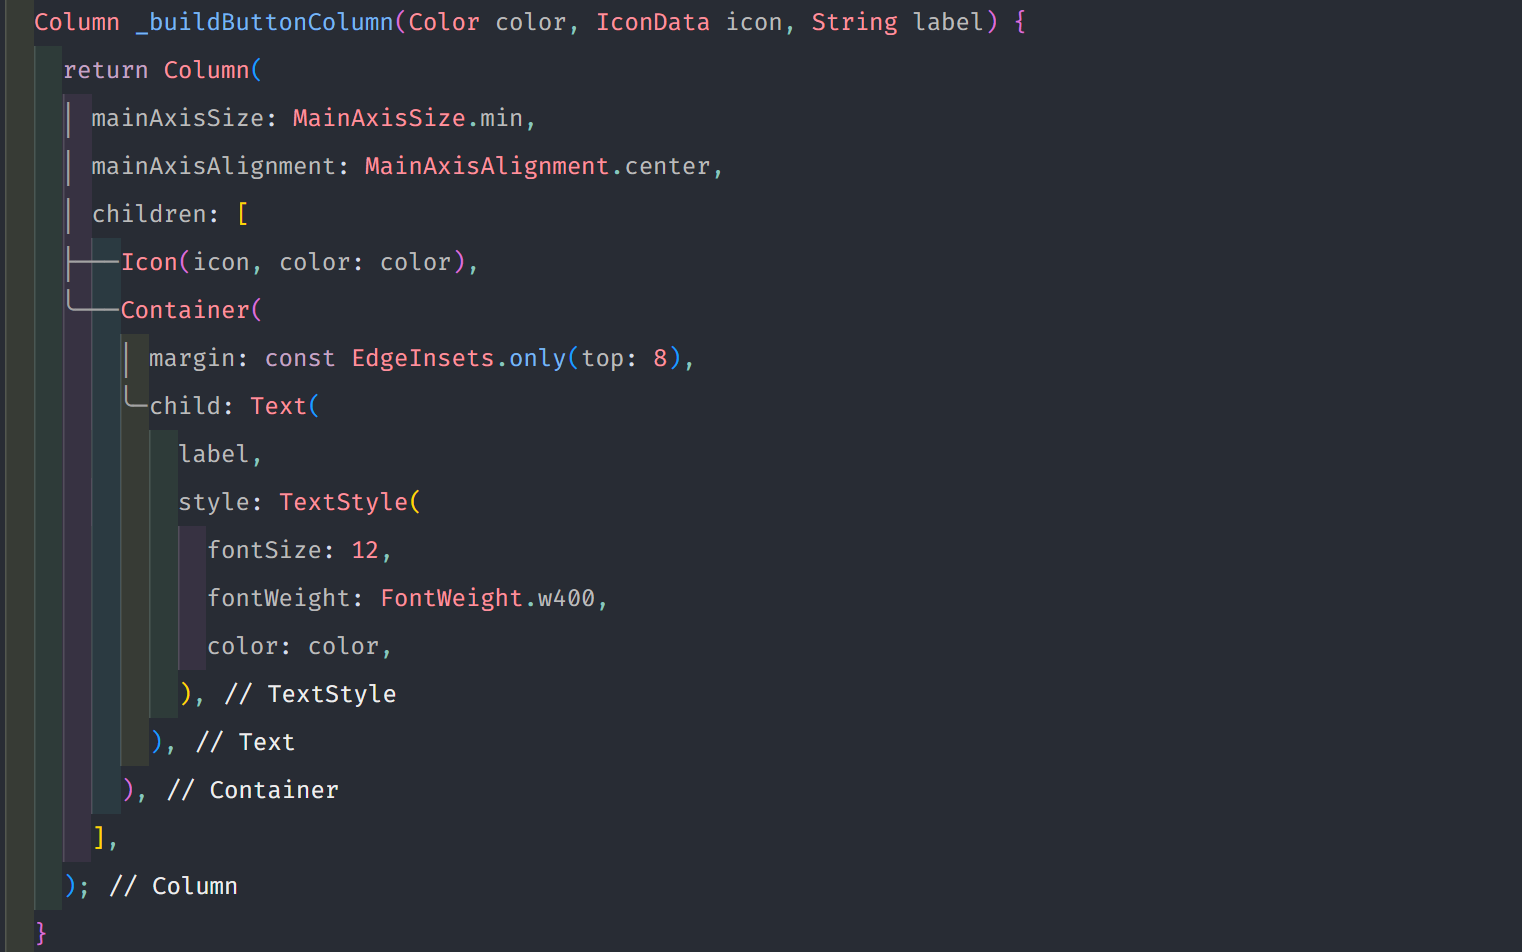 Column _buildButtonColumn(Color color, IconData icon, String label) {
  return Column(
    mainAxisSize: MainAxisSize.min,
    mainAxisAlignment: MainAxisAlignment.center,
    children: [
      Icon(icon, color: color),
      Container(
        margin: const EdgeInsets.only(top: 8),
        child: Text(
          label,
          style: TextStyle(
            fontSize: 12,
            fontWeight: FontWeight.w400,
            color: color,
          ), // TextStyle
        ), // Text
      ), // Container
    ],
  ); // Column
}